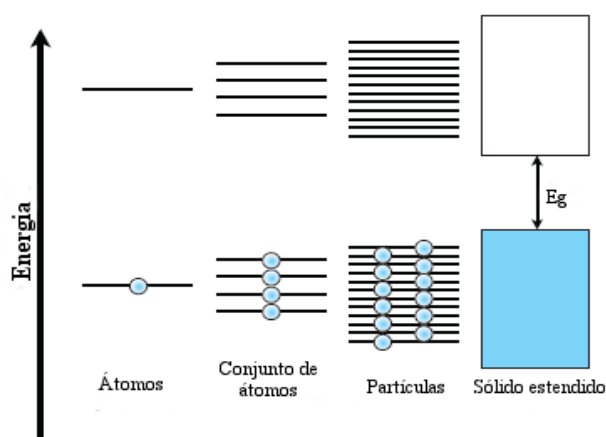 Energia
Eg
Átomos
Conjunto de
átomos
Partículas
Sólido estendido